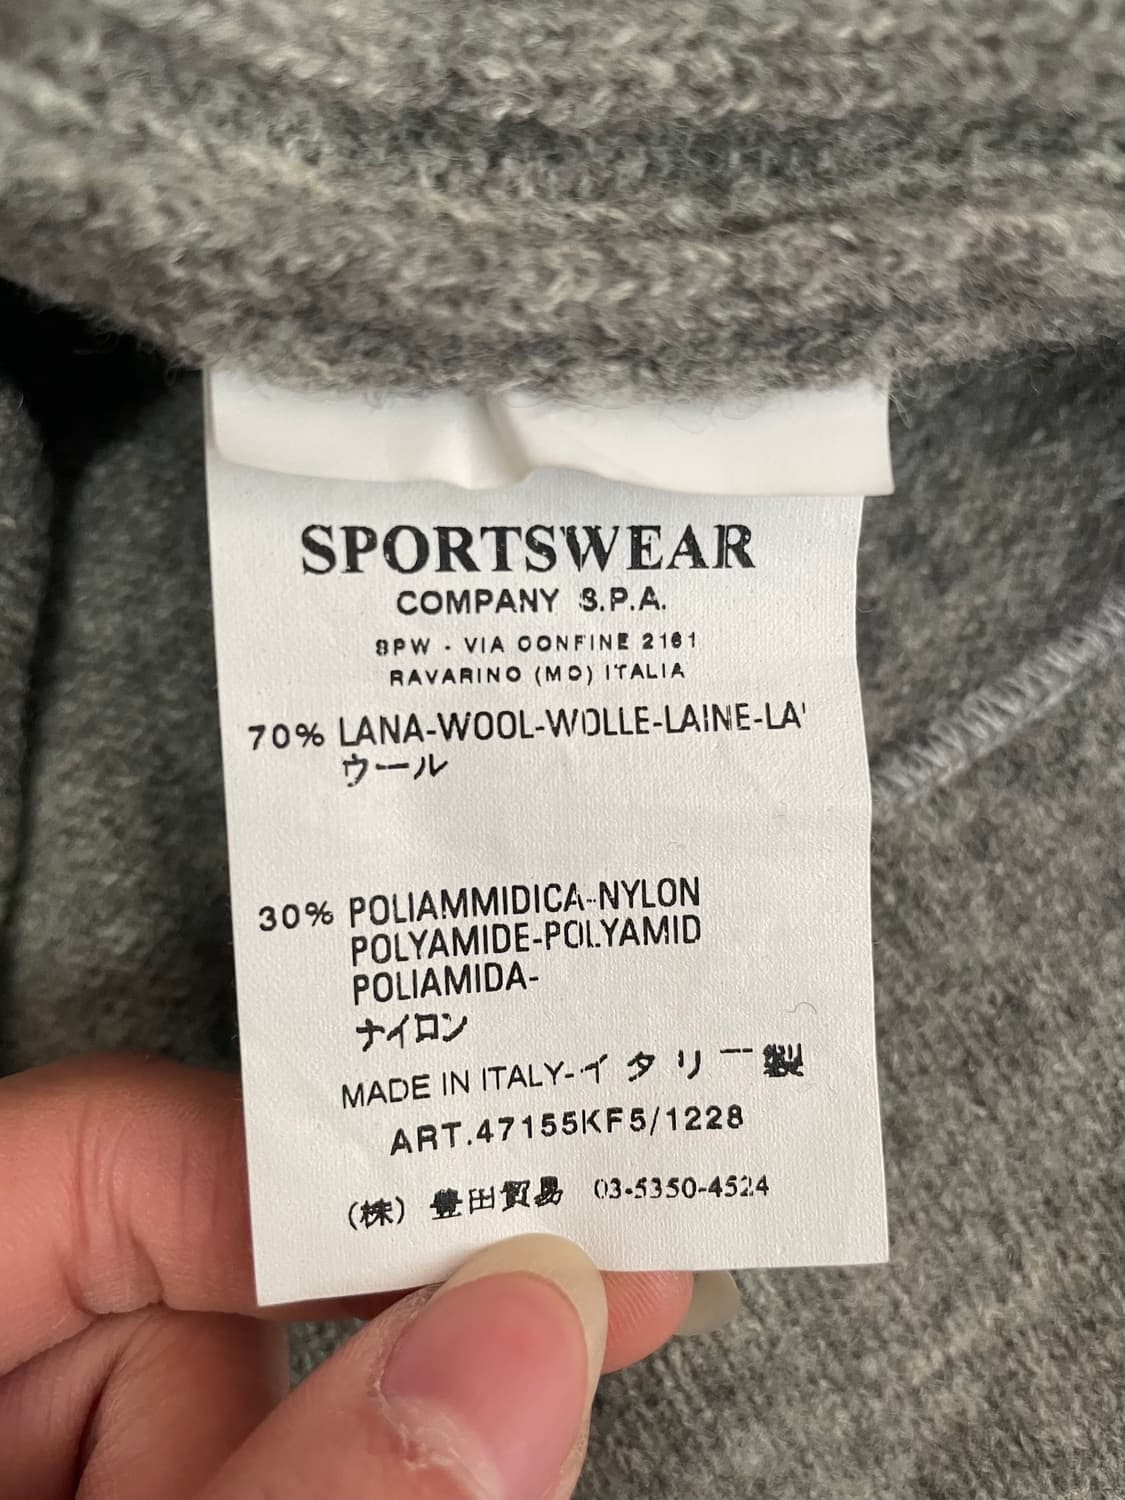 SPORTSWEAR
COMPANY S.P.A.
SPW - VIA CONFINE 2161
RAVARINO (MO) ITALIA
70% LANA-WOOL-WOLLE-LAINE-LA'
ウール
30% POLIAMMIDICA-NYLON
POLYAMIDE-POLYAMID
POLIAMIDA-
ナイロン
MADE IN ITALY-イタリー製
ART.47155KF5/1228
(株) 豊田貿易 03-5350-4524